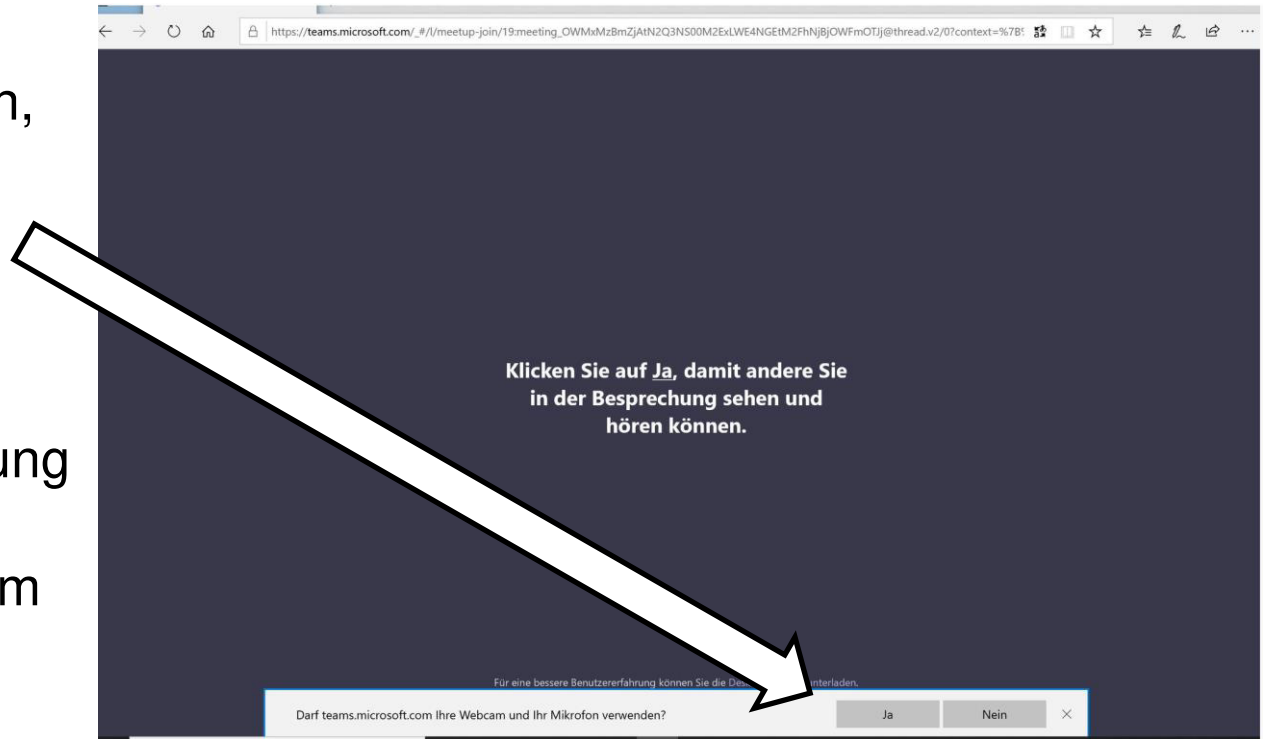 https://teams.microsoft.com/_#/l/meetup-join/19:meeting_OWMxMzBmZjAtN2Q3NS00M2ExLWE4NGEtM2FhNjBjOWFmOTJj@thread.v2/0?context=%7B%
n,
Klicken Sie auf Ja, damit andere Sie
in der Besprechung sehen und
hören können.
ung
m
Für eine bessere Benutzererfahrung können Sie die
Darf teams.microsoft.com Ihre Webcam und Ihr Mikrofon verwenden?
Ja
Nein